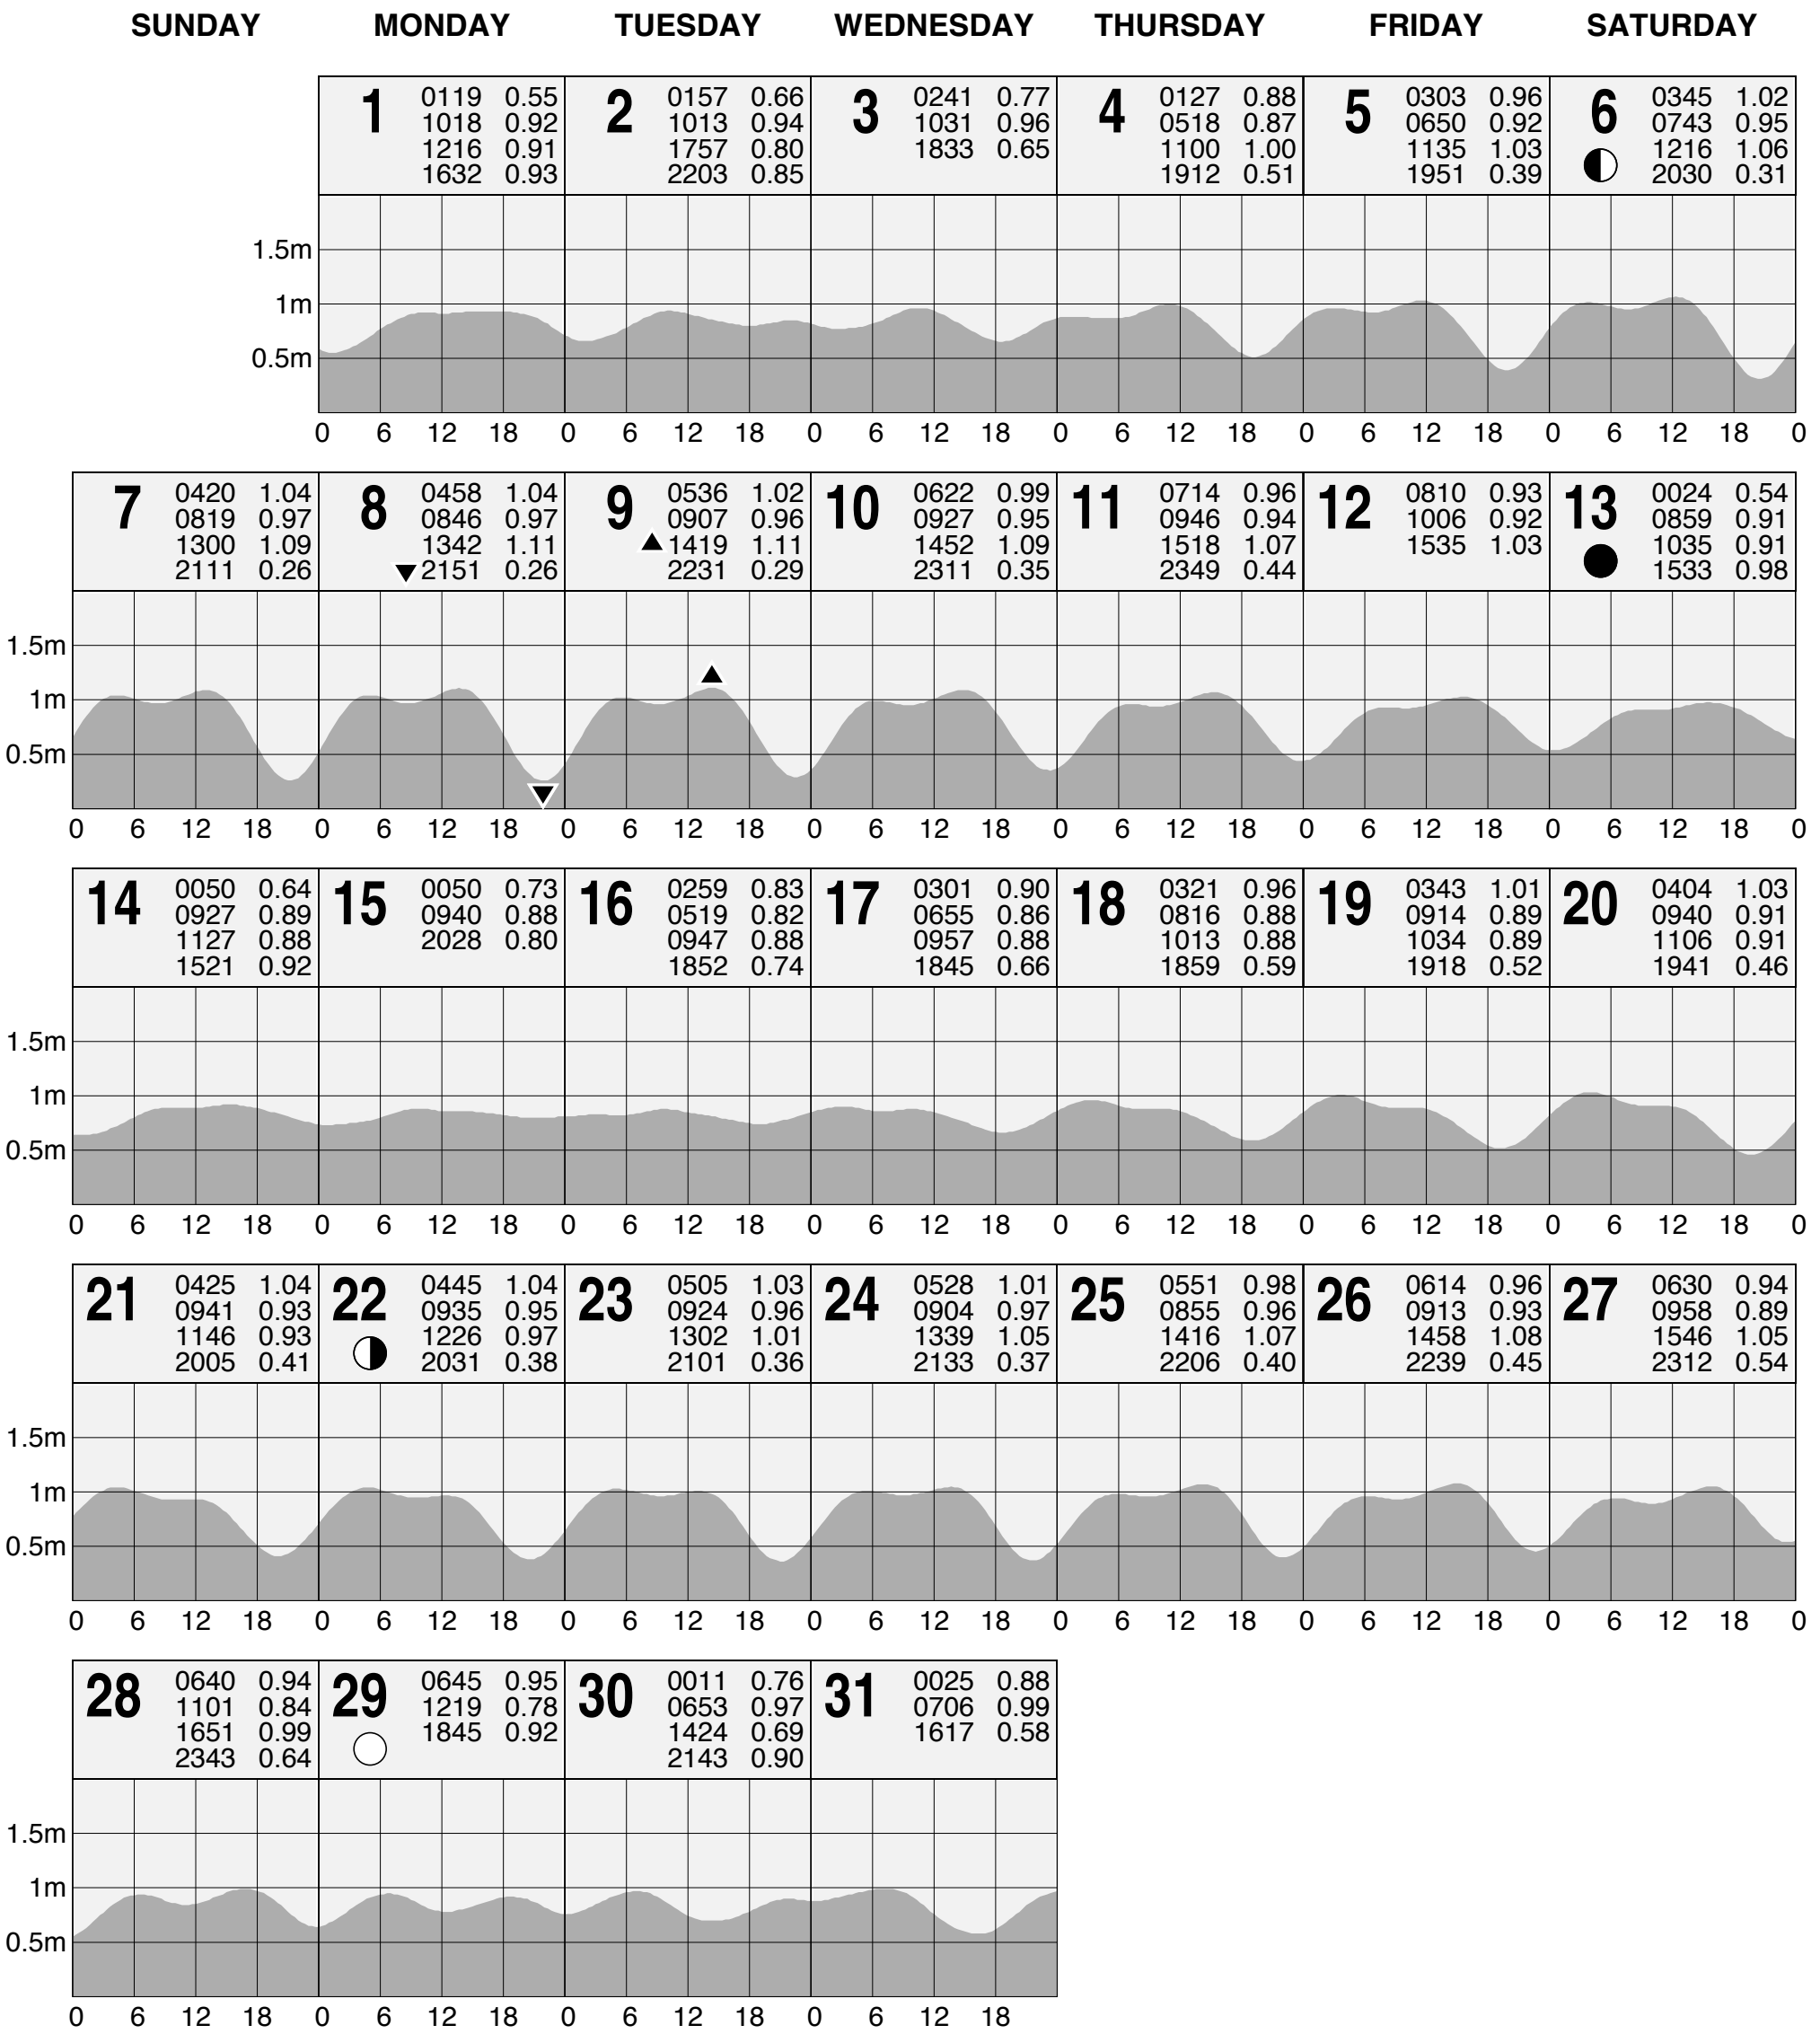 SUNDAY MONDAY TUESDAY WEDNESDAY THURSDAY FRIDAY SATURDAY
1 0119 0.55 2 0157 0.66 3 0241 0.77 4 0127 0.88 5 0303 0.96 6 0345 1.02
1018 0.92 1013 0.94 1031 0.96 0518 0.87 0650 0.92 0743 0.95
1216 0.91 1757 0.80 1833 0.65 1100 1.00 1135 1.03 1216 1.06
1632 0.93 2203 0.85 1912 0.51 1951 0.39 2030 0.31
1.5m
1m
0.5m
0 6 12 18 0 6 12 18 0 6 12 18 0 6 12 18 0 6 12 18 0 6 12 18 0
7 0420 1.04 8 0458 1.04 9 0536 1.02 10 0622 0.99 11 0714 0.96 12 0810 0.93 13 0024 0.54
0819 0.97 0846 0.97 0907 0.96 0927 0.95 0946 0.94 1006 0.92 0859 0.91
1300 1.09 1342 1.11 1419 1.11 1452 1.09 1518 1.07 1535 1.03 1035 0.91
2111 0.26 2151 0.26 2231 0.29 2311 0.35 2349 0.44 1533 0.98
1.5m
1m
0.5m
0 6 12 18 0 6 12 18 0 6 12 18 0 6 12 18 0 6 12 18 0 6 12 18 0 6 12 18 0
14 0050 0.64 15 0050 0.73 16 0259 0.83 17 0301 0.90 18 0321 0.96 19 0343 1.01 20 0404 1.03
0927 0.89 0940 0.88 0519 0.82 0655 0.86 0816 0.88 0914 0.89 0940 0.91
1127 0.88 2028 0.80 0947 0.88 0957 0.88 1013 0.88 1034 0.89 1106 0.91
1521 0.92 1852 0.74 1845 0.66 1859 0.59 1918 0.52 1941 0.46
1.5m
1m
0.5m
0 6 12 18 0 6 12 18 0 6 12 18 0 6 12 18 0 6 12 18 0 6 12 18 0 6 12 18 0
21 0425 1.04 22 0445 1.04 23 0505 1.03 24 0528 1.01 25 0551 0.98 26 0614 0.96 27 0630 0.94
0941 0.93 0935 0.95 0924 0.96 0904 0.97 0855 0.96 0913 0.93 0958 0.89
1146 0.93 1226 0.97 1302 1.01 1339 1.05 1416 1.07 1458 1.08 1546 1.05
2005 0.41 2031 0.38 2101 0.36 2133 0.37 2206 0.40 2239 0.45 2312 0.54
1.5m
1m
0.5m
0 6 12 18 0 6 12 18 0 6 12 18 0 6 12 18 0 6 12 18 0 6 12 18 0 6 12 18 0
28 0640 0.94 29 0645 0.95 30 0011 0.76 31 0025 0.88
1101 0.84 1219 0.78 0653 0.97 0706 0.99
1651 0.99 1845 0.92 1424 0.69 1617 0.58
2343 0.64 2143 0.90
1.5m
1m
0.5m
0 6 12 18 0 6 12 18 0 6 12 18 0 6 12 18